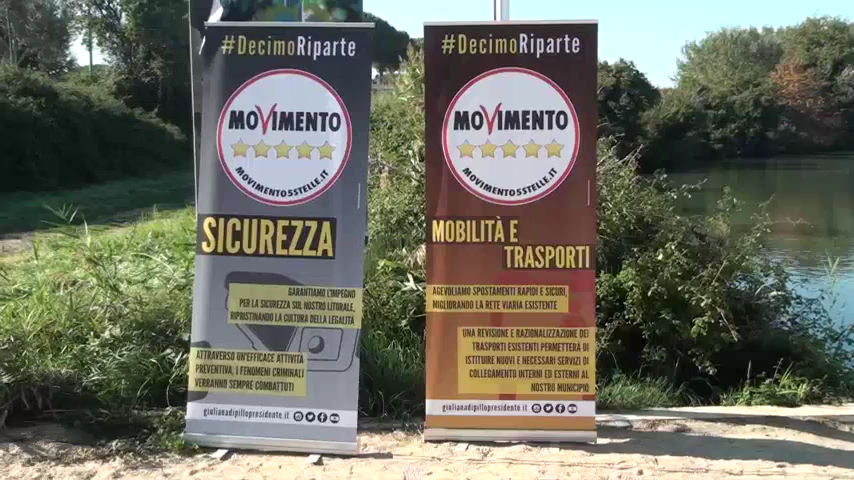 #DecimoRiparte
MOVIMENTO
MOVIMENTO5STELLE.IT
SICUREZZA
GARANTIAMO L'IMPEGNO
PER LA SICUREZZA SUL NOSTRO LITORALE,
RIPRISTINANDO LA CULTURA DELLA LEGALITÀ
ATTRAVERSO UN'EFFICACE ATTIVITÀ
PREVENTIVA, I FENOMENI CRIMINALI
VERRANNO SEMPRE COMBATTUTI
giulianadipillopresidente.it
#DecimoRiparte
MOVIMENTO
MOVIMENTO5STELLE.IT
MOBILITÀ E
TRASPORTI
AGEVOLIAMO SPOSTAMENTI RAPIDI E SICURI,
MIGLIORANDO LA RETE VIARIA ESISTENTE
UNA REVISIONE E RAZIONALIZZAZIONE DEI
TRASPORTI ESISTENTI PERMETTERÀ DI
ISTITUIRE NUOVI E NECESSARI SERVIZI DI
COLLEGAMENTO INTERNI ED ESTERNI AL
NOSTRO MUNICIPIO
giulianadipillopresidente.it